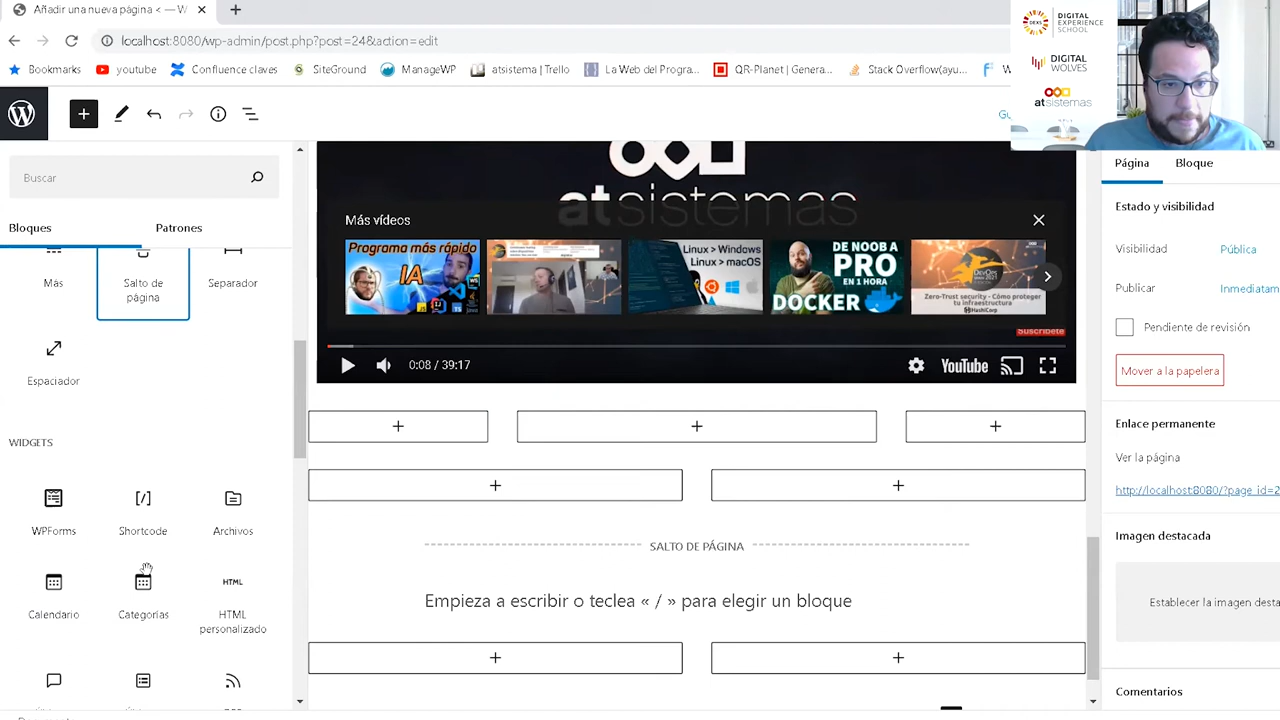 Añadir una nueva página < — W
localhost:8080/wp-admin/post.php?post=24&action=edit
Bookmarks
youtube
Confluence claves
SiteGround
ManageWP
atsistema | Trello
La Web del Progra...
QR-Planet | Genera...
Stack Overflow(ayu...
DEXS
DIGITAL
EXPERIENCE
SCHOOL
DIGITAL
WOLVES
atsistemas
Buscar
Bloques
Patrones
Más
Salto de
página
Separador
Espaciador
WIDGETS
WPForms
Shortcode
Archivos
Calendario
Categorías
HTML
HTML
personalizado
atsistemas
Más vídeos
Programa más rápido
IA
Linux > Windows
Linux > macOS
DE NOOB A
PRO
EN 1 HORA
DOCKER
DevOps
Zero-Trust security - Cómo proteger
tu infraestructura
HashiCorp
Suscríbete
0:08 / 39:17
YouTube
SALTO DE PÁGINA
Empieza a escribir o teclea « / » para elegir un bloque
Página
Bloque
Estado y visibilidad
Visibilidad
Pública
Publicar
Inmediatam
Pendiente de revisión
Mover a la papelera
Enlace permanente
Ver la página
http://localhost:8080/?page_id=2
Imagen destacada
Establecer la imagen desta
Comentarios